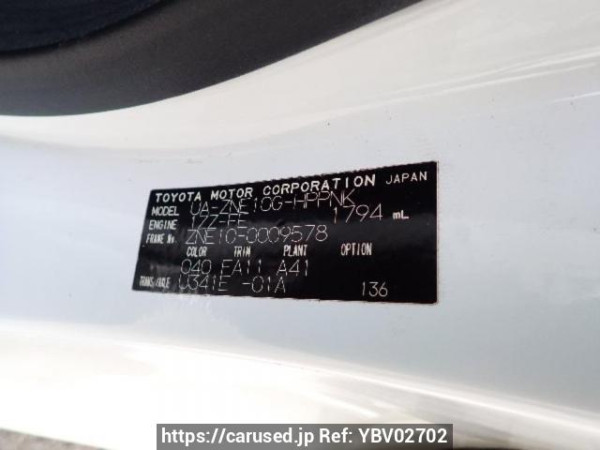 TOYOTA MOTOR CORPORATION JAPAN
MODEL UA-ZNE10G-HPPNK
ENGINE 1ZZ-FE 1794 mL
FRAME No. ZNE10-0009578
COLOR TRIM PLANT OPTION
040 EA11 A41
TRANS/AXLE U341E -01A 136
https://carused.jp Ref: YBV02702